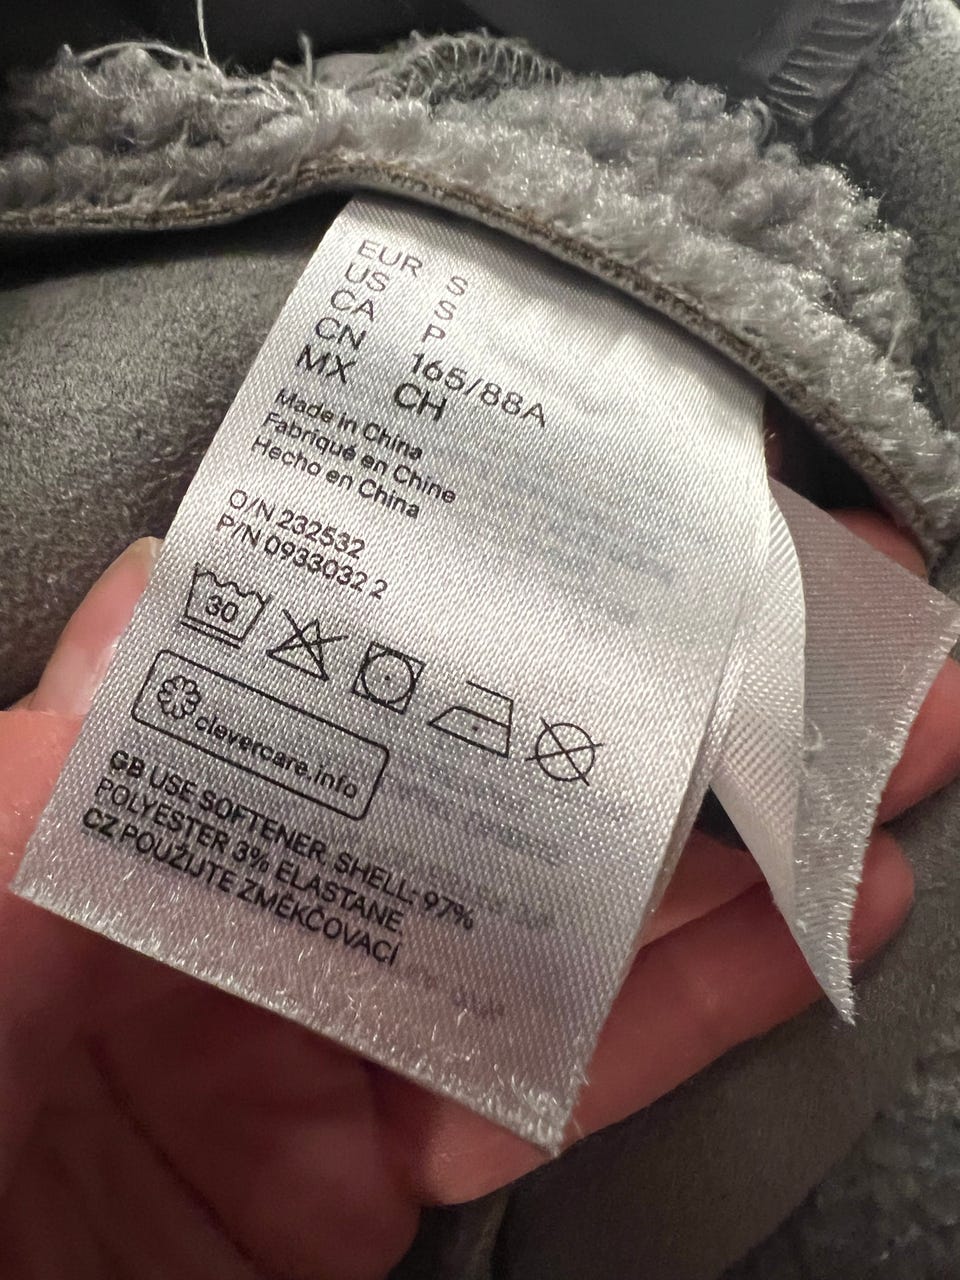 EUR S
US S
CA P
CN 165/88A
MX CH
Made in China
Fabriqué en Chine
Hecho en China
O/N 232532
P/N 0933032 2
30
clevercare.info
GB USE SOFTENER. SHELL: 97%
POLYESTER 3% ELASTANE.
CZ POUŽIJTE ZMĚKČOVACÍ